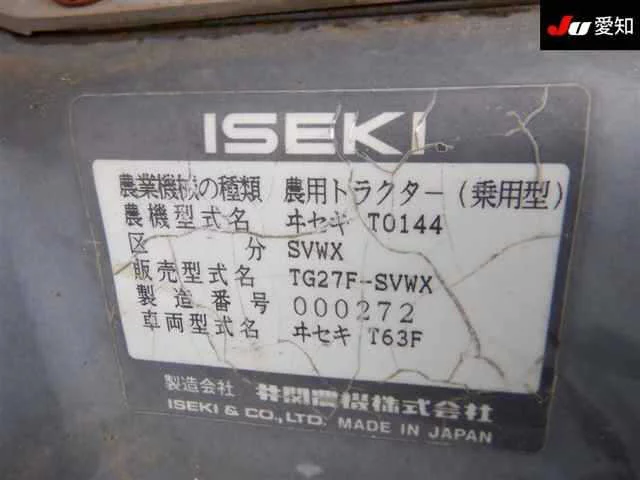 Ju 愛知
ISEKI
農業機械の種類 農用トラクター(乗用型)
農機型式名 ヰセキ T0144
区分 SVWX
販売型式名 TG27F-SVWX
製造番号 000272
車両型式名 ヰセキ T63F
製造会社 井関農機株式会社
ISEKI & CO., LTD. MADE IN JAPAN